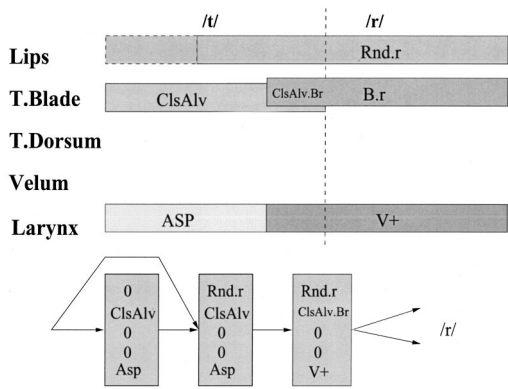 /t/ /r/
Lips Rnd.r
T.Blade ClsAlv ClsAlv.Br B.r
T.Dorsum
Velum
Larynx ASP V+
0 Rnd.r Rnd.r
ClsAlv ClsAlv ClsAlv.Br
0 0 0
0 0 0
Asp Asp V+
/r/